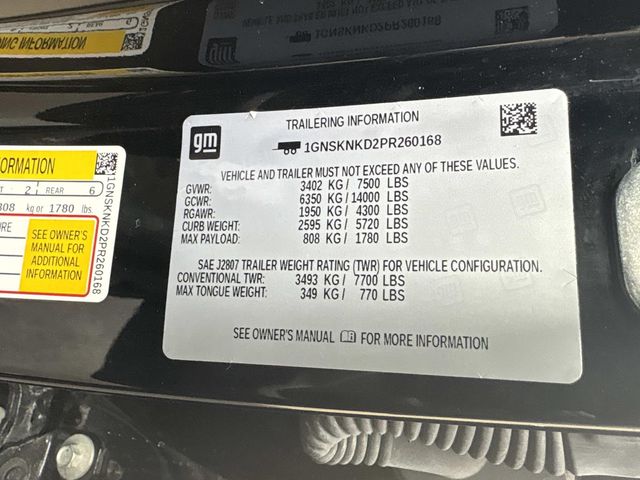 NG INFORMATION
1GNSKNKD2PR260168
gm
TRAILERING INFORMATION
1GNSKNKD2PR260168
VEHICLE AND TRAILER MUST NOT EXCEED ANY OF THESE VALUES.
GVWR: 3402 KG / 7500 LBS
GCWR: 6350 KG / 14000 LBS
RGAWR: 1950 KG / 4300 LBS
CURB WEIGHT: 2595 KG / 5720 LBS
MAX PAYLOAD: 808 KG / 1780 LBS
SAE J2807 TRAILER WEIGHT RATING (TWR) FOR VEHICLE CONFIGURATION.
CONVENTIONAL TWR: 3493 KG / 7700 LBS
MAX TONGUE WEIGHT: 349 KG / 770 LBS
SEE OWNER'S MANUAL FOR MORE INFORMATION
ORMATION
2 REAR 6
808 kg or 1780 lbs
SEE OWNER'S
MANUAL FOR
ADDITIONAL
INFORMATION
1GNSKNKD2PR260168